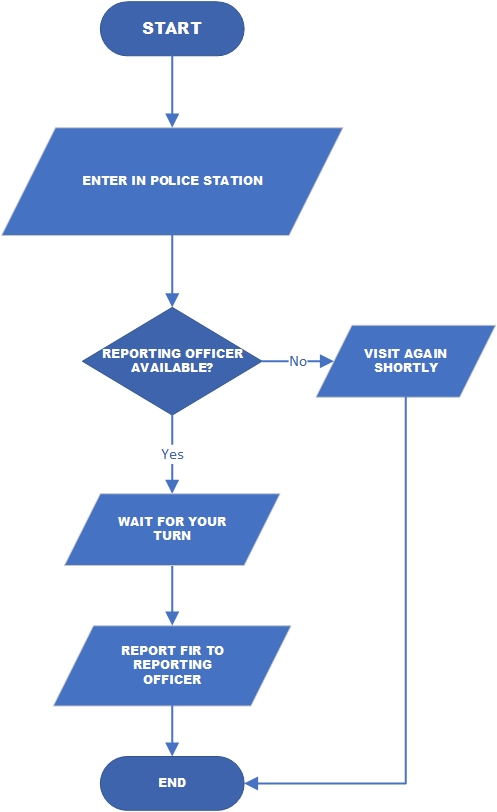 START
ENTER IN POLICE STATION
REPORTING OFFICER
AVAILABLE?
No
VISIT AGAIN
SHORTLY
Yes
WAIT FOR YOUR
TURN
REPORT FIR TO
REPORTING
OFFICER
END